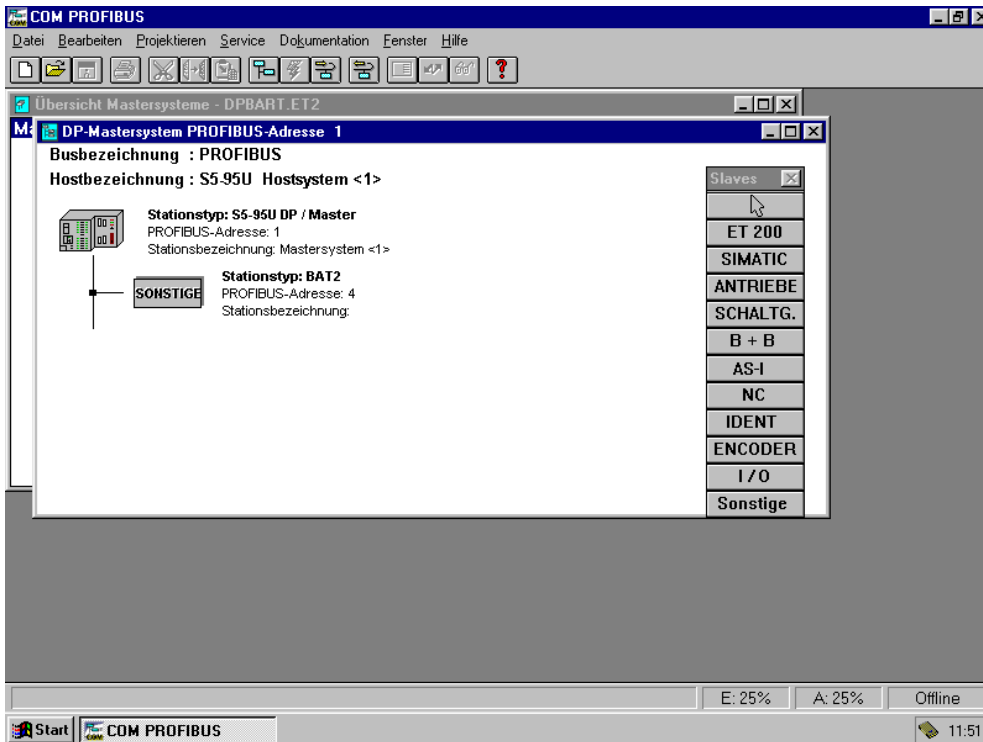 COM PROFIBUS
Datei Bearbeiten Projektieren Service Dokumentation Fenster Hilfe
Übersicht Mastersysteme - DPBART.ET2
DP-Mastersystem PROFIBUS-Adresse 1
Busbezeichnung : PROFIBUS
Hostbezeichnung : S5-95U Hostsystem <1>
Stationstyp: S5-95U DP / Master
PROFIBUS-Adresse: 1
Stationsbezeichnung: Mastersystem <1>
SONSTIGE
Stationstyp: BAT2
PROFIBUS-Adresse: 4
Stationsbezeichnung:
Slaves
ET 200
SIMATIC
ANTRIEBE
SCHALTG.
B + B
AS-I
NC
IDENT
ENCODER
I/O
Sonstige
E: 25% A: 25% Offline
Start COM PROFIBUS 11:51